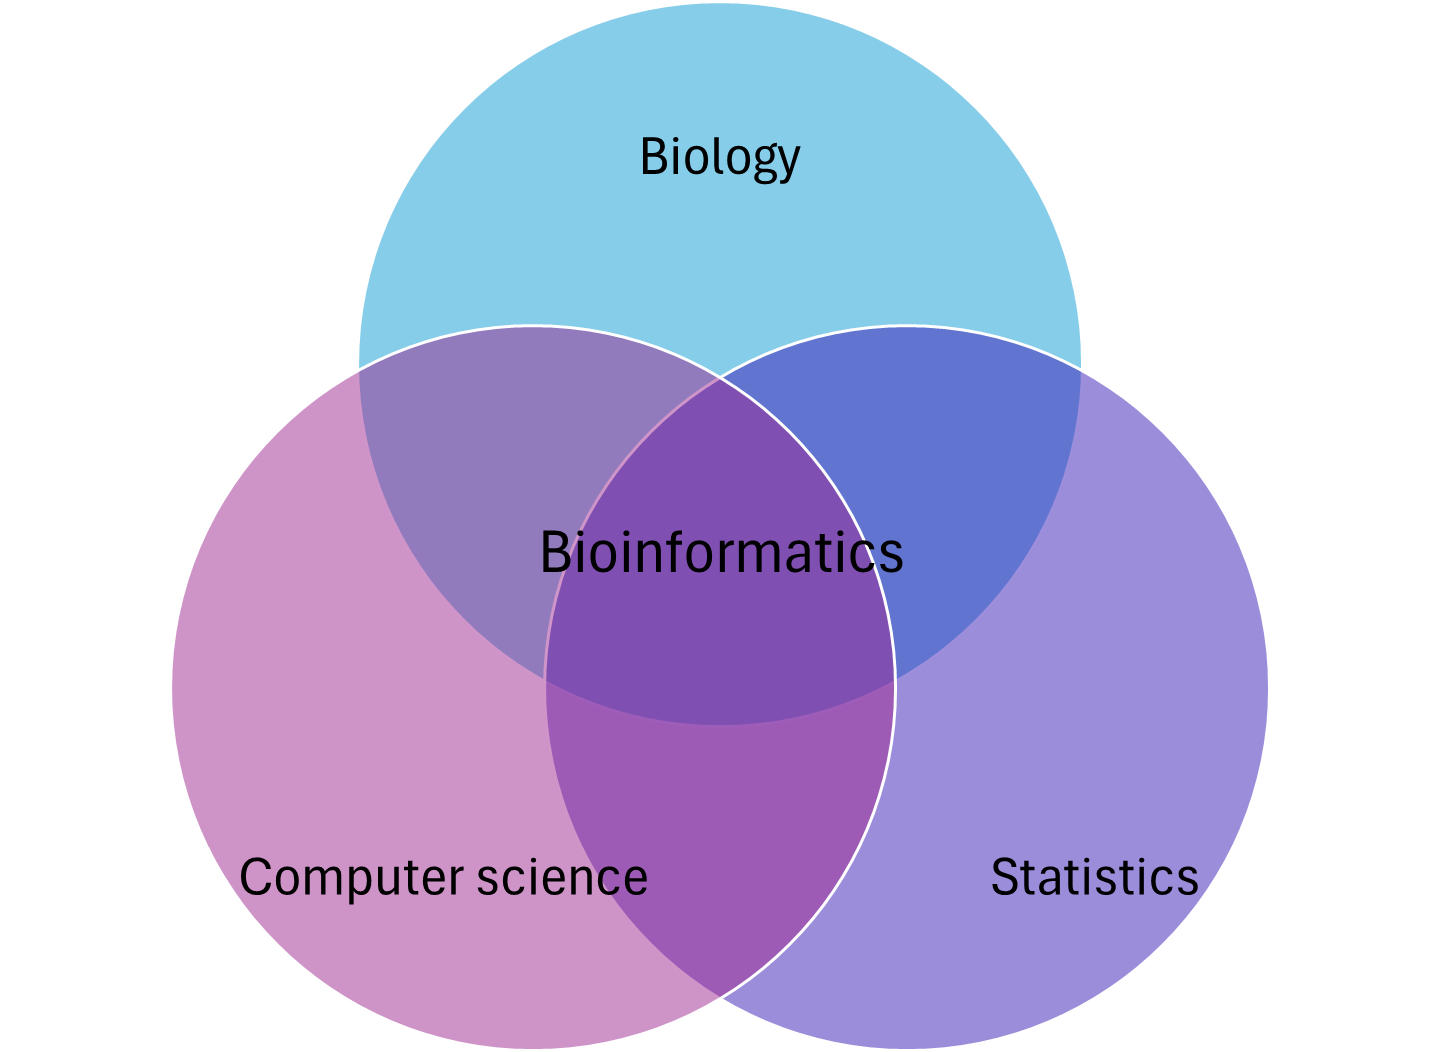 Biology
Bioinformatics
Computer science
Statistics